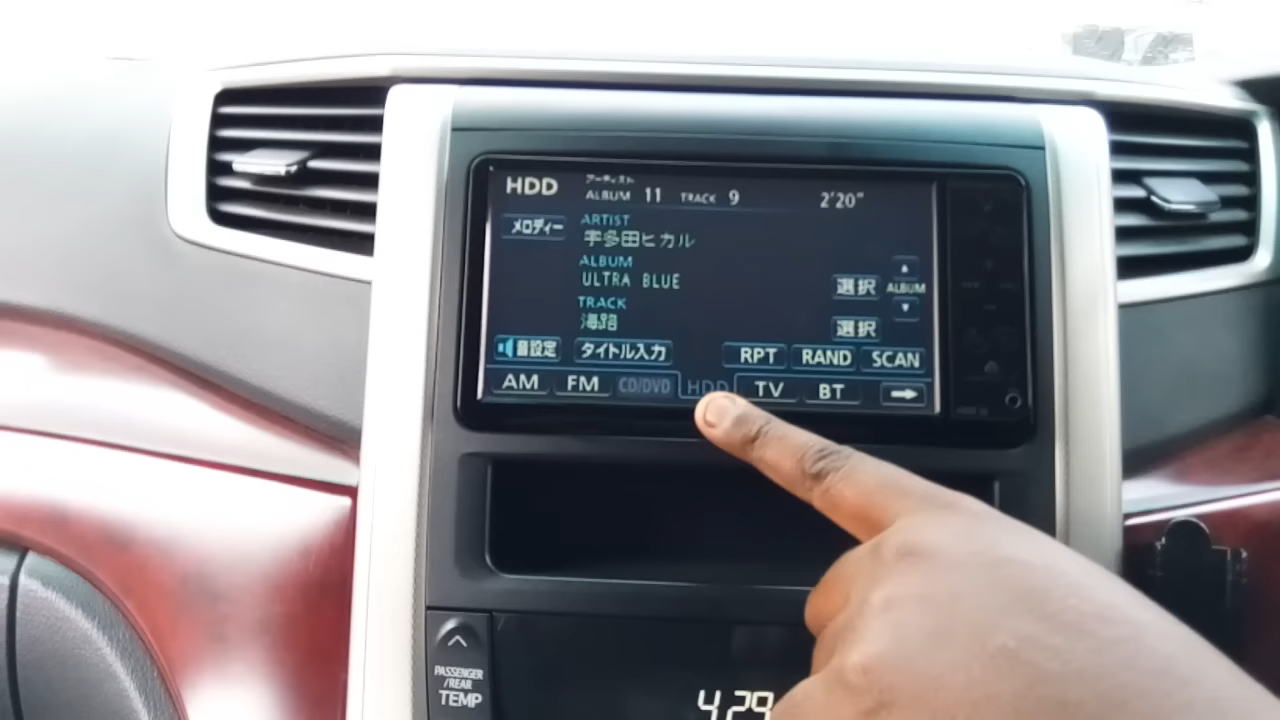 HDD アーティスト
ALBUM 11 TRACK 9 2'20"
メロディー ARTIST
宇多田ヒカル
ALBUM
ULTRA BLUE 選択 ALBUM
TRACK
海路 選択
音設定 タイトル入力 RPT RAND SCAN
AM FM CD/DVD HDD TV BT
PASSENGER
/REAR
TEMP
4:29